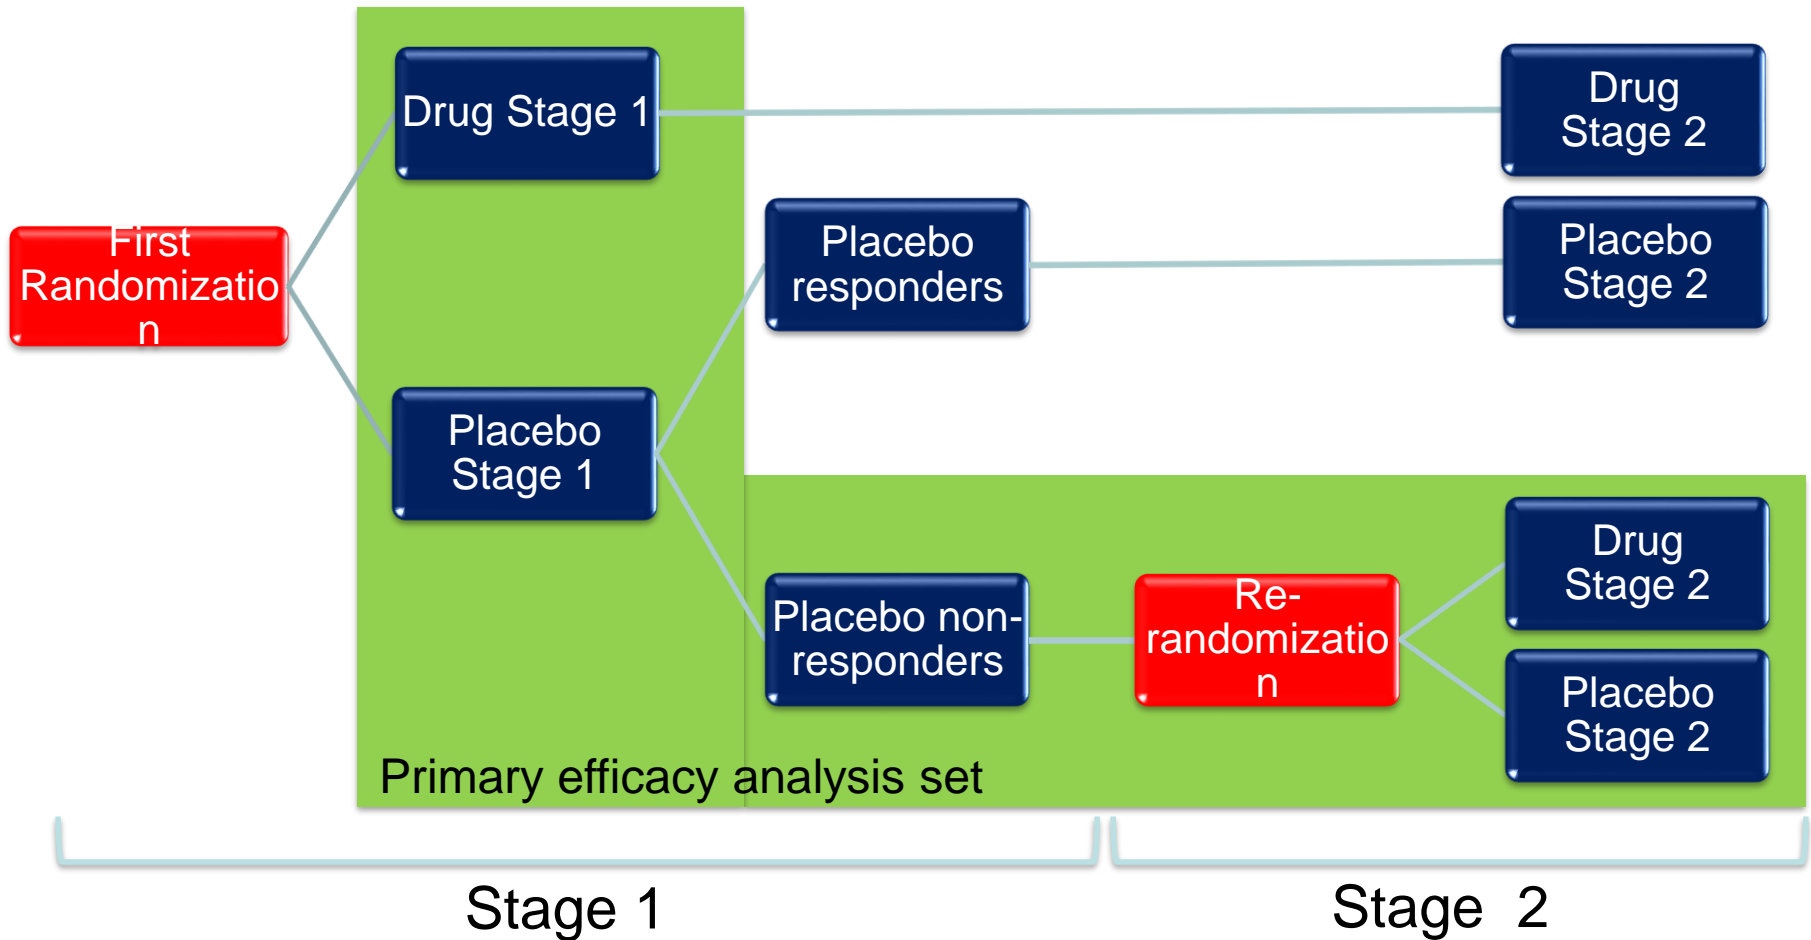 Drug Stage 1
Drug
Stage 2
First
Randomizatio
n
Placebo
responders
Placebo
Stage 2
Placebo
Stage 1
Placebo non-
responders
Re-
randomizatio
n
Drug
Stage 2
Placebo
Stage 2
Primary efficacy analysis set
Stage 1
Stage 2